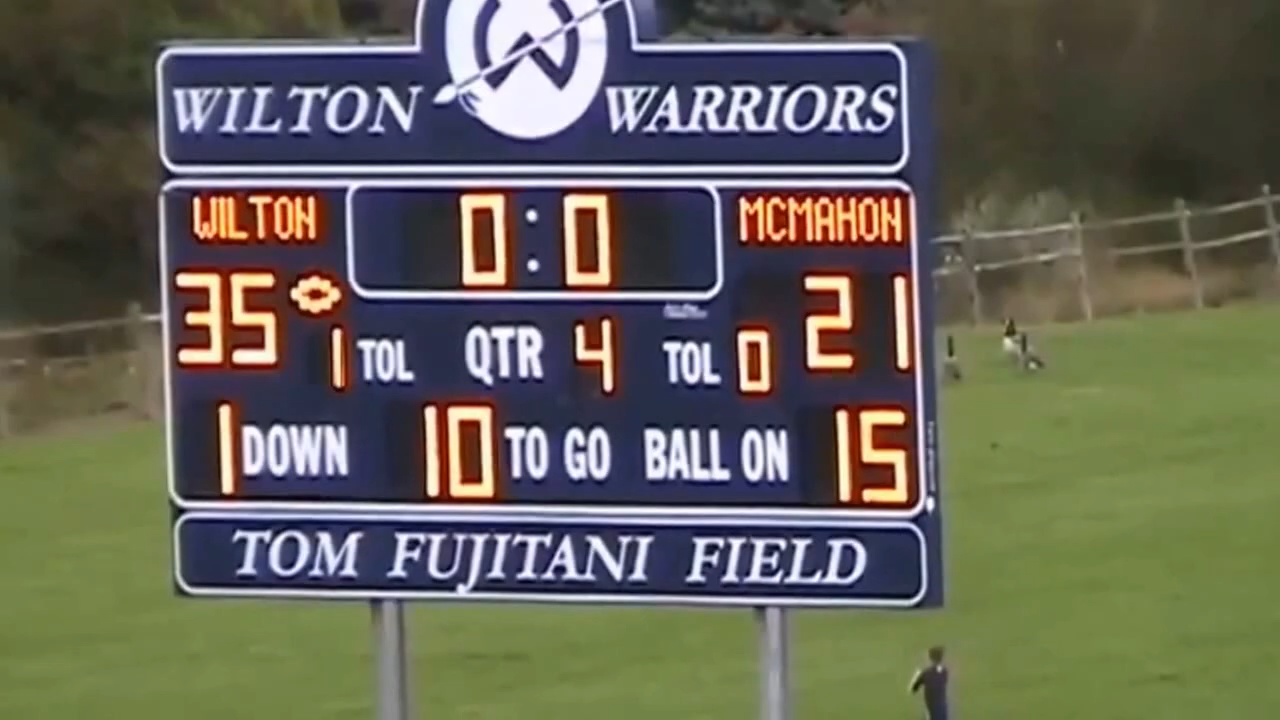 W
WILTON WARRIORS
WILTON 0:0 MCMAHON
35 1 TOL QTR 4 TOL 0 21
1 DOWN 10 TO GO BALL ON 15
TOM FUJITANI FIELD